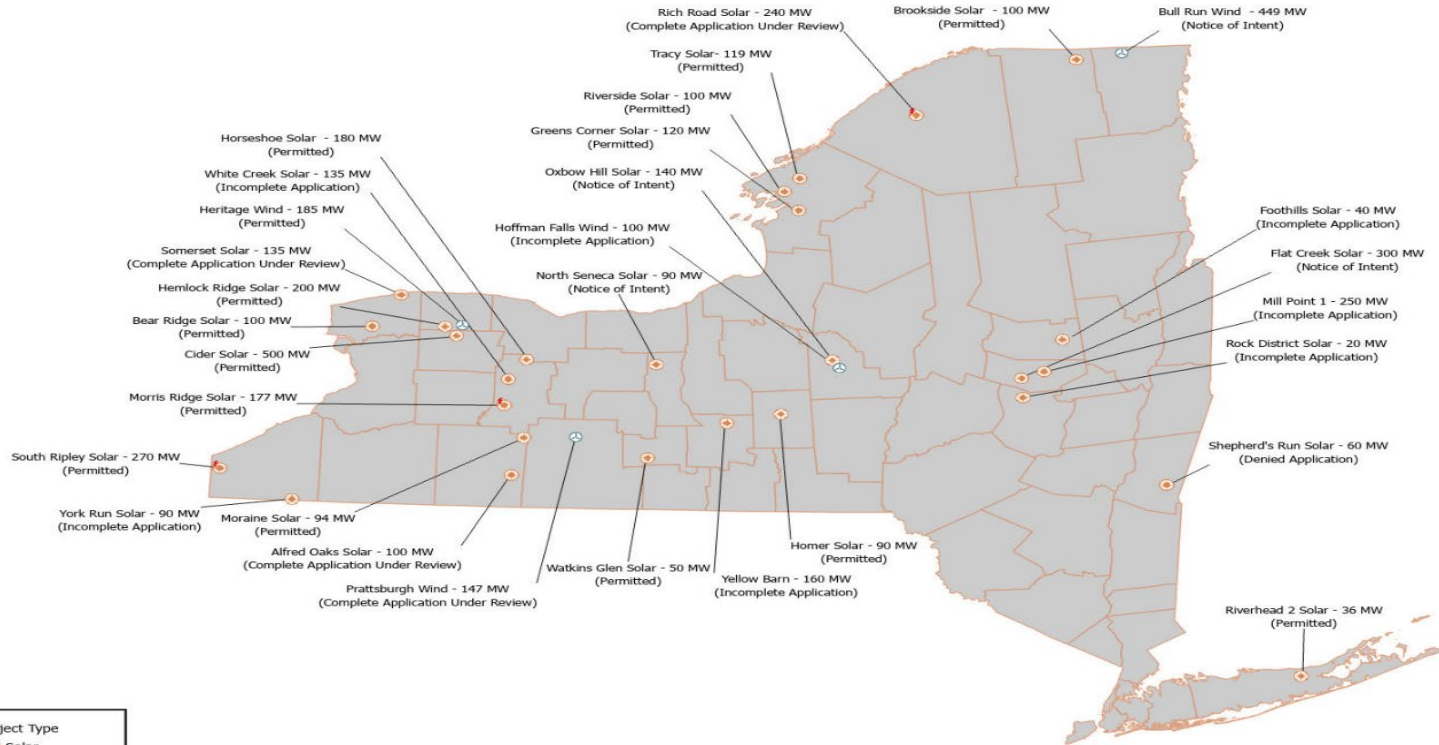 Rich Road Solar - 240 MW
(Complete Application Under Review)
Brookside Solar - 100 MW
(Permitted)
Bull Run Wind - 449 MW
(Notice of Intent)
Tracy Solar- 119 MW
(Permitted)
Riverside Solar - 100 MW
(Permitted)
Greens Corner Solar - 120 MW
(Permitted)
Oxbow Hill Solar - 140 MW
(Notice of Intent)
Hoffman Falls Wind - 100 MW
(Incomplete Application)
North Seneca Solar - 90 MW
(Notice of Intent)
Horseshoe Solar - 180 MW
(Permitted)
White Creek Solar - 135 MW
(Incomplete Application)
Heritage Wind - 185 MW
(Permitted)
Somerset Solar - 135 MW
(Complete Application Under Review)
Hemlock Ridge Solar - 200 MW
(Permitted)
Bear Ridge Solar - 100 MW
(Permitted)
Cider Solar - 500 MW
(Permitted)
Morris Ridge Solar - 177 MW
(Permitted)
South Ripley Solar - 270 MW
(Permitted)
York Run Solar - 90 MW
(Incomplete Application)
Moraine Solar - 94 MW
(Permitted)
Alfred Oaks Solar - 100 MW
(Complete Application Under Review)
Prattsburgh Wind - 147 MW
(Complete Application Under Review)
Watkins Glen Solar - 50 MW
(Permitted)
Yellow Barn - 160 MW
(Incomplete Application)
Homer Solar - 90 MW
(Permitted)
Foothills Solar - 40 MW
(Incomplete Application)
Flat Creek Solar - 300 MW
(Notice of Intent)
Mill Point 1 - 250 MW
(Incomplete Application)
Rock District Solar - 20 MW
(Incomplete Application)
Shepherd's Run Solar - 60 MW
(Denied Application)
Riverhead 2 Solar - 36 MW
(Permitted)
ject Type